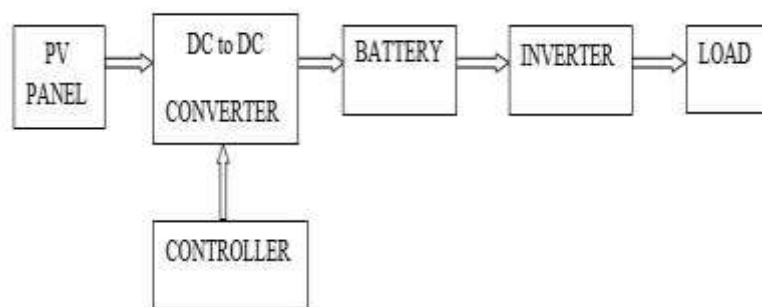 PV
PANEL
DC to DC
CONVERTER
BATTERY
INVERTER
LOAD
CONTROLLER